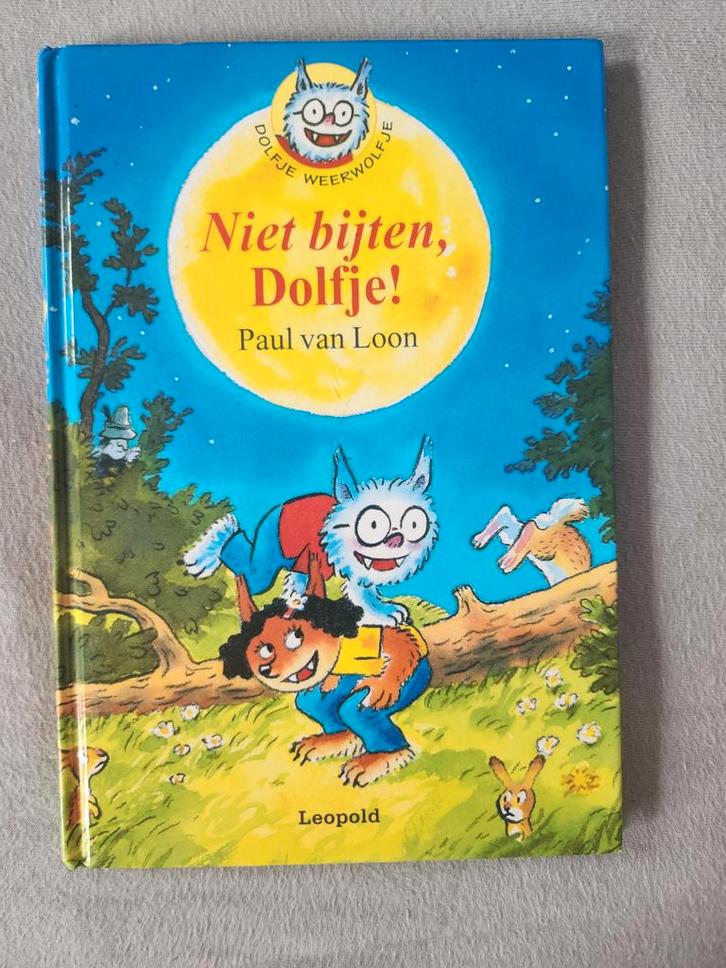 DOLFJE WEERWOLFJE
Niet bijten,
Dolfje!
Paul van Loon
Leopold